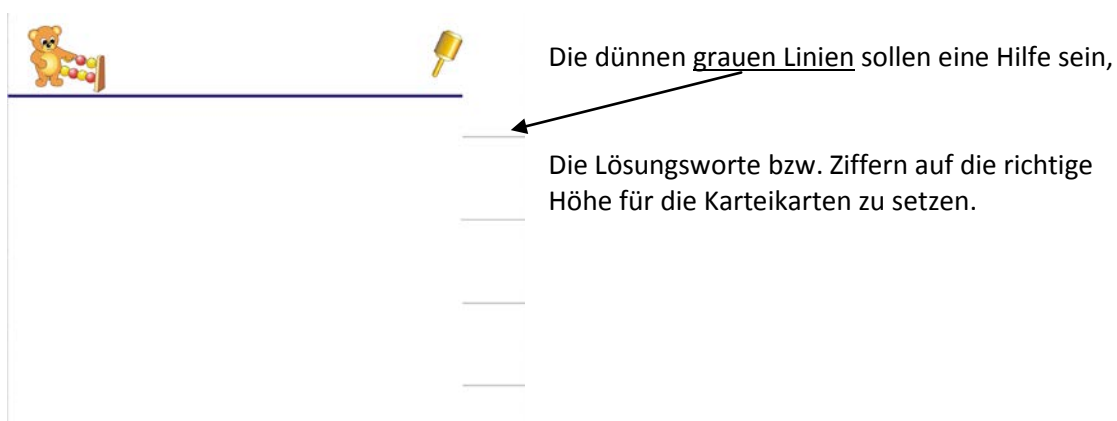 Die dünnen grauen Linien sollen eine Hilfe sein,
Die Lösungsworte bzw. Ziffern auf die richtige
Höhe für die Karteikarten zu setzen.